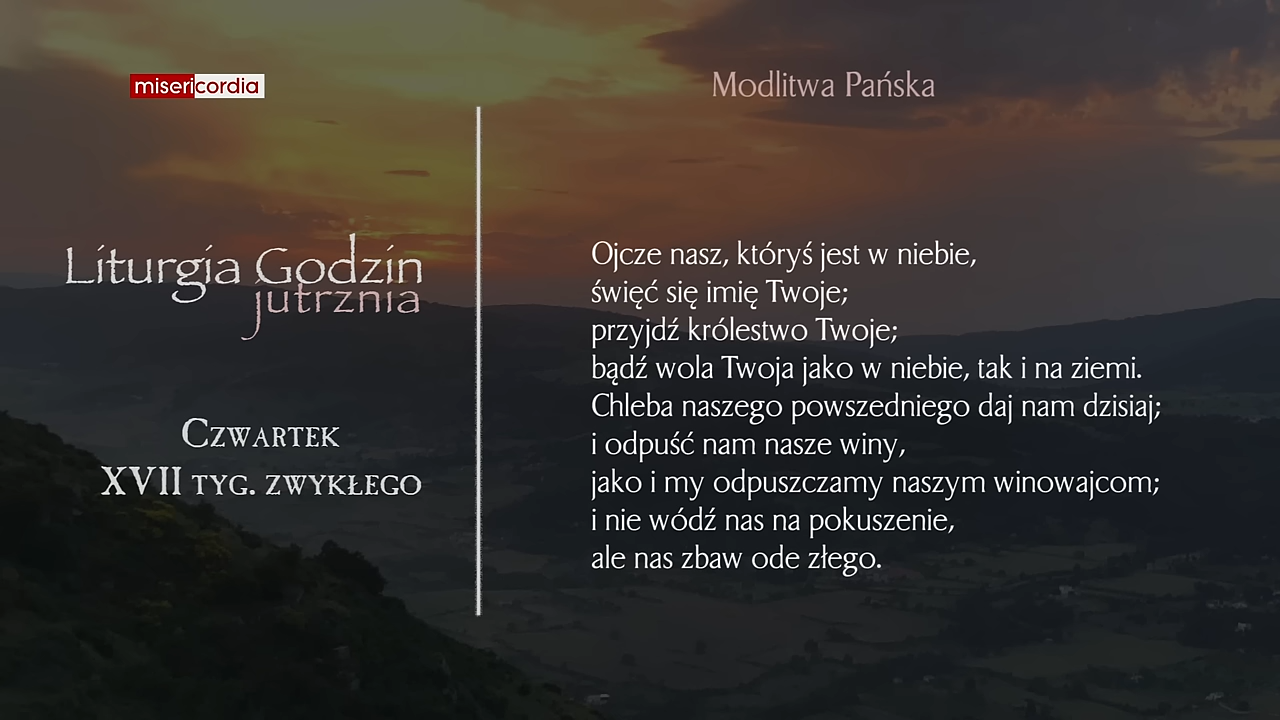 misericordia
Liturgia Godzin
jutrznia
Czwartek
XVII tyg. zwykłego
Modlitwa Pańska
Ojcze nasz, któryś jest w niebie,
święć się imię Twoje;
przyjdź królestwo Twoje;
bądź wola Twoja jako w niebie, tak i na ziemi.
Chleba naszego powszedniego daj nam dzisiaj;
i odpuść nam nasze winy,
jako i my odpuszczamy naszym winowajcom;
i nie wódź nas na pokuszenie,
ale nas zbaw ode złego.